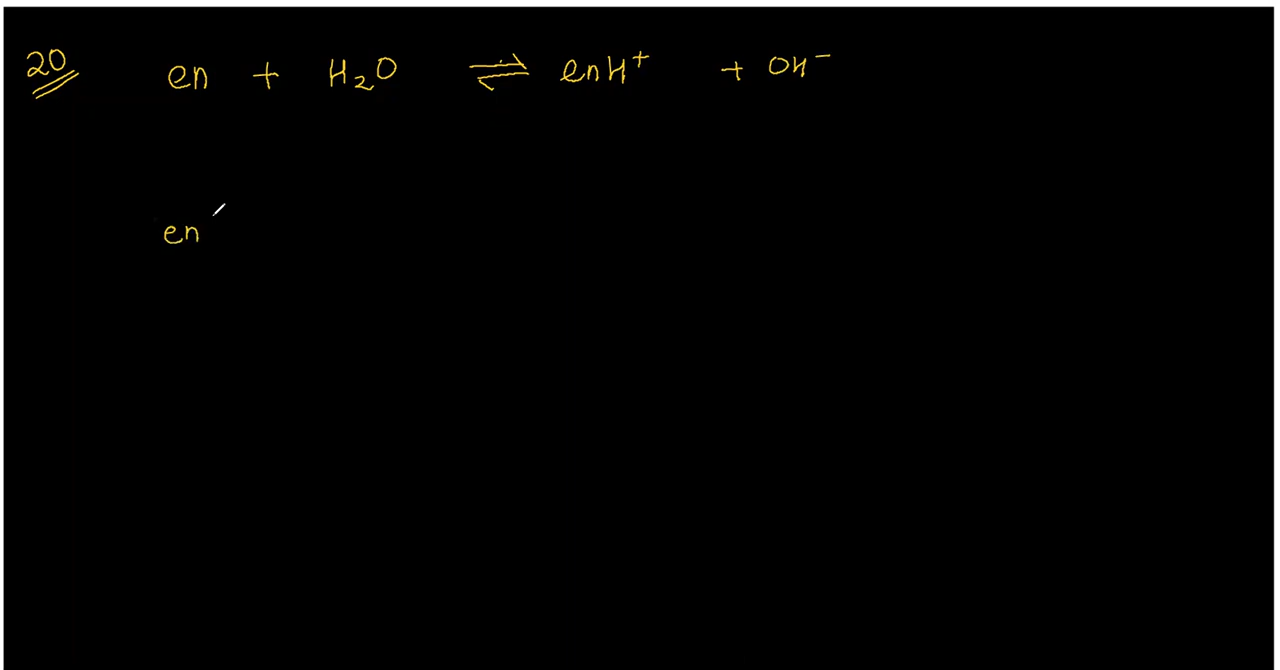 20 en + H₂O ⇌ enH⁺ + OH⁻
en